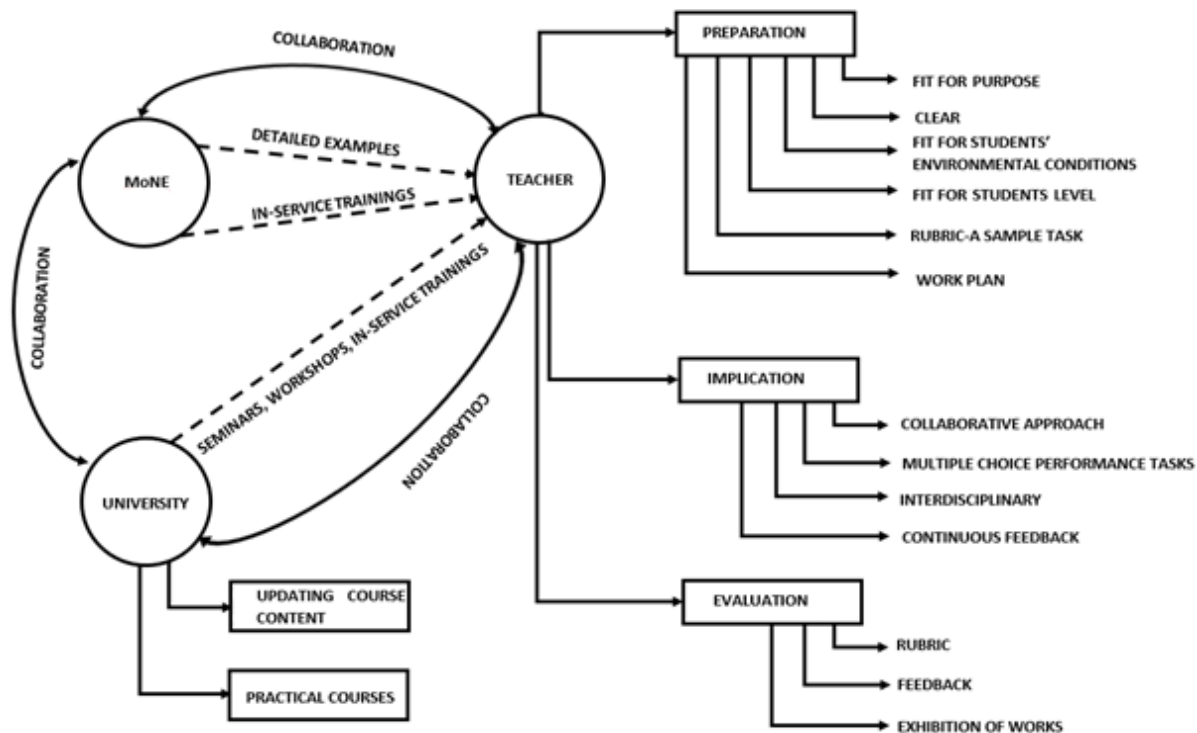 COLLABORATION
PREPARATION
FIT FOR PURPOSE
CLEAR
FIT FOR STUDENTS'
ENVIRONMENTAL CONDITIONS
FIT FOR STUDENTS LEVEL
RUBRIC-A SAMPLE TASK
WORK PLAN
DETAILED EXAMPLES
MoNE
TEACHER
IN-SERVICE TRAININGS
COLLABORATION
SEMINARS, WORKSHOPS, IN-SERVICE TRAININGS
COLLABORATION
IMPLICATION
COLLABORATIVE APPROACH
MULTIPLE CHOICE PERFORMANCE TASKS
INTERDISCIPLINARY
CONTINUOUS FEEDBACK
UNIVERSITY
UPDATING COURSE
CONTENT
PRACTICAL COURSES
EVALUATION
RUBRIC
FEEDBACK
EXHIBITION OF WORKS